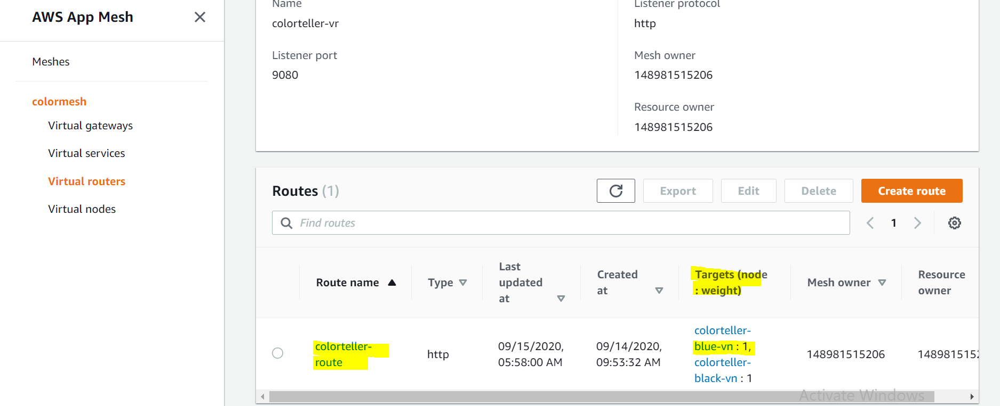 AWS App Mesh
Meshes
colormesh
Virtual gateways
Virtual services
Virtual routers
Virtual nodes
Name
colorteller-vr
Listener port
9080
Listener protocol
http
Mesh owner
148981515206
Resource owner
148981515206
Routes (1)
Export
Edit
Delete
Create route
Find routes
1
Route name
Type
Last
updated
at
Created
at
Targets (node
: weight)
Mesh owner
Resource
owner
colorteller-
route
http
09/15/2020,
05:58:00 AM
09/14/2020,
09:53:32 AM
colorteller-
blue-vn : 1,
colorteller-
black-vn : 1
148981515206
148981515
Activate Windows